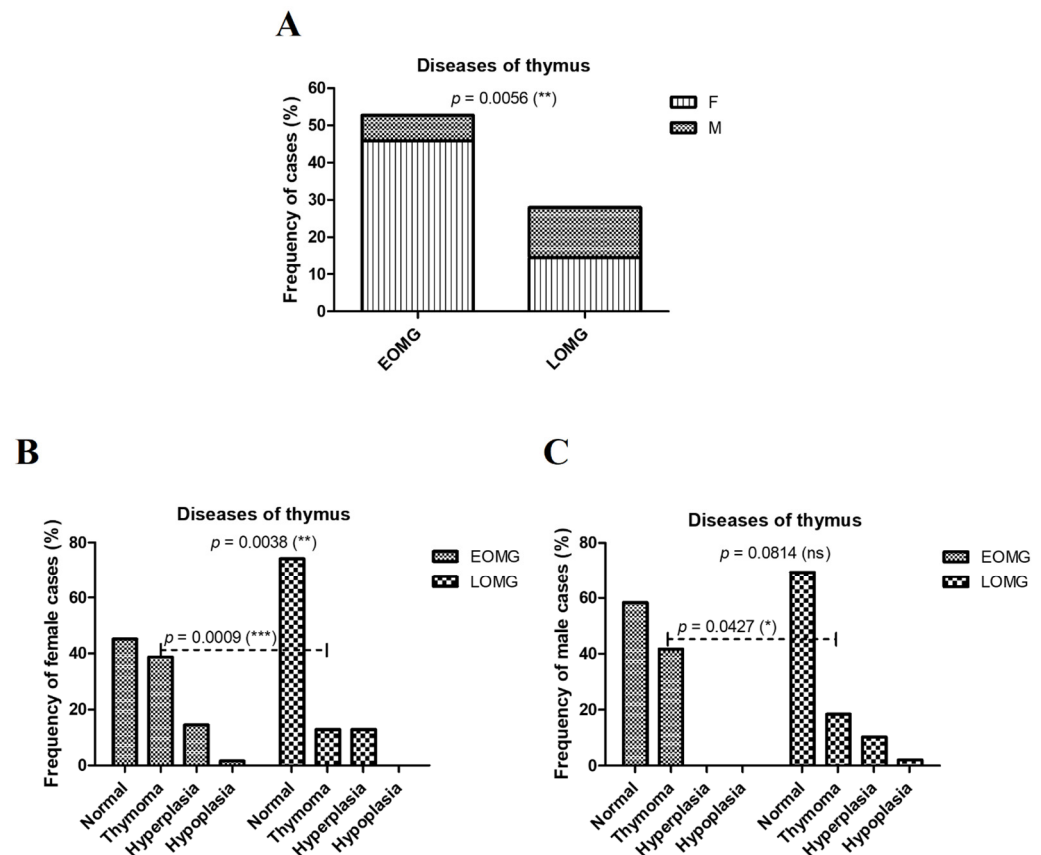 A
Diseases of thymus
p = 0.0056 (**)
Frequency of cases (%)
60
50
40
30
20
10
0
EOMG
LOMG
F
M
B
Diseases of thymus
p = 0.0038 (**)
p = 0.0009 (***)
Frequency of female cases (%)
80
60
40
20
0
Normal
Thymoma
Hyperplasia
Hypoplasia
Normal
Thymoma
Hyperplasia
Hypoplasia
EOMG
LOMG
C
Diseases of thymus
p = 0.0814 (ns)
p = 0.0427 (*)
Frequency of male cases (%)
80
60
40
20
0
Normal
Thymoma
Hyperplasia
Hypoplasia
Normal
Thymoma
Hyperplasia
Hypoplasia
EOMG
LOMG